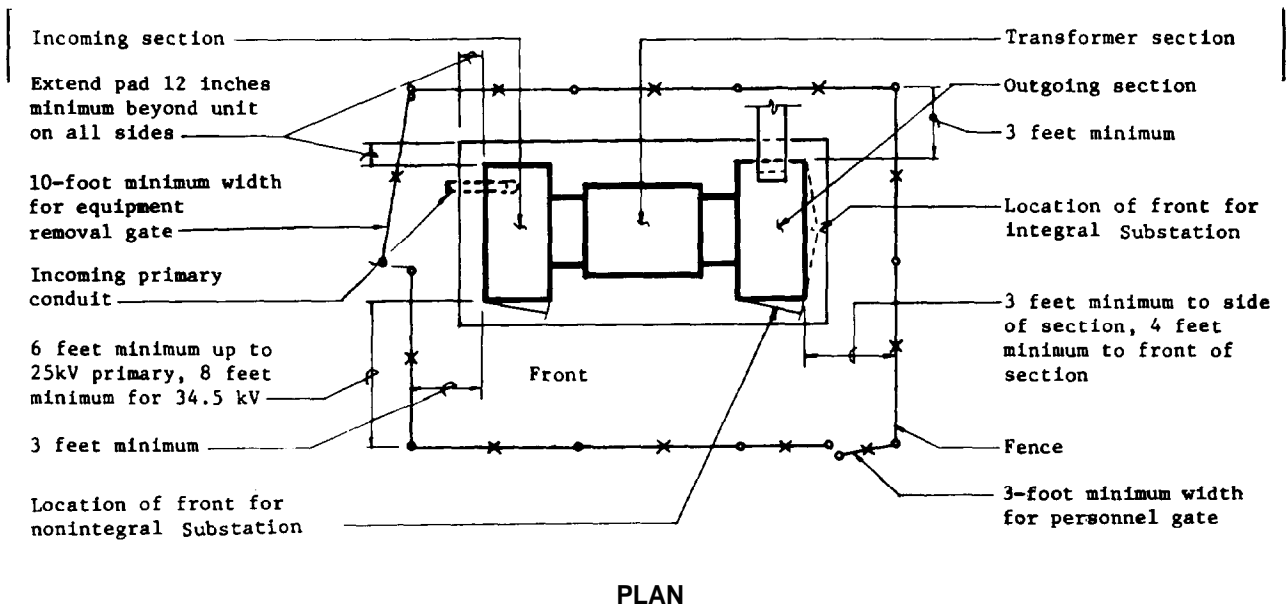 Incoming section
Extend pad 12 inches
minimum beyond unit
on all sides
10-foot minimum width
for equipment
removal gate
Incoming primary
conduit
6 feet minimum up to
25kV primary, 8 feet
minimum for 34.5 kV
3 feet minimum
Location of front for
nonintegral Substation
Front
Transformer section
Outgoing section
3 feet minimum
Location of front for
integral Substation
3 feet minimum to side
of section, 4 feet
minimum to front of
section
Fence
3-foot minimum width
for personnel gate
PLAN